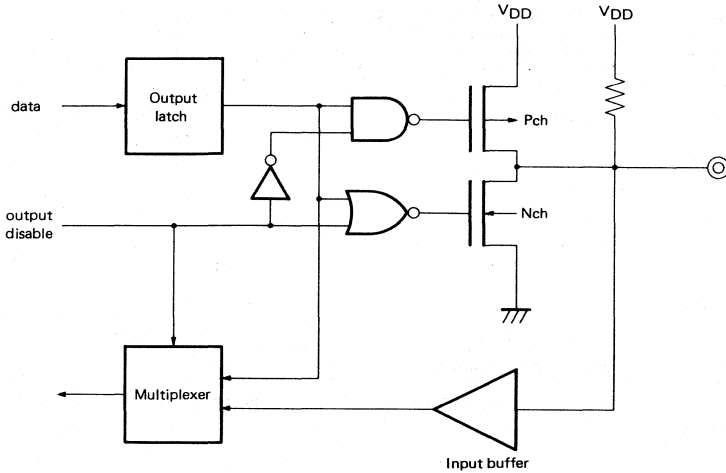 VDD
VDD
data
Output
latch
Pch
output
disable
Nch
Multiplexer
Input buffer